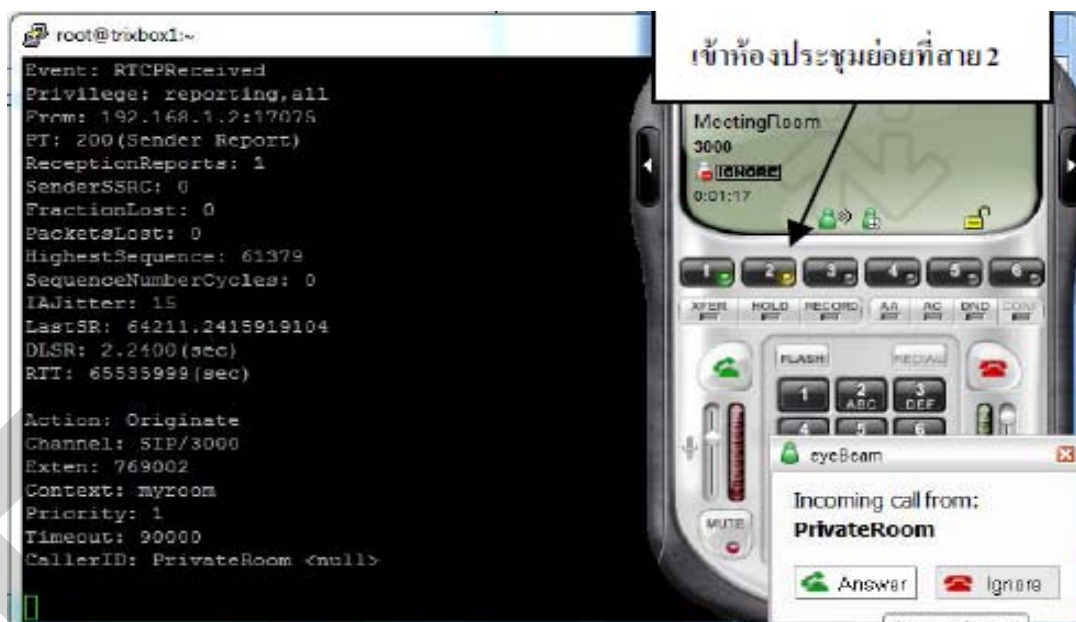 root@trixbox1:~
Event: RTCPReceived
Privilege: reporting,all
From: 192.168.1.2:17075
PT: 200(Sender Report)
ReceptionReports: 1
SenderSSRC: 0
FractionLost: 0
PacketsLost: 0
HighestSequence: 61379
SequenceNumberCycles: 0
IAJitter: 15
LastSR: 64211.2415919104
DLSR: 2.2400(sec)
RTT: 65535999(sec)
Action: Originate
Channel: SIP/3000
Exten: 769002
Context: myroom
Priority: 1
Timeout: 90000
CallerID: PrivateRoom <null>
เข้าห้องประชุมย่อยที่สาย 2
MeetingRoom
3000
IGNORE
0:01:17
1 2 3 4 5 6
XFER HOLD RECORD AA AC DND CONF
FLASH REDIAL
1 2 3
ABC DEF
4 5 6
MUTE
eyeBeam
Incoming call from:
PrivateRoom
Answer Ignore